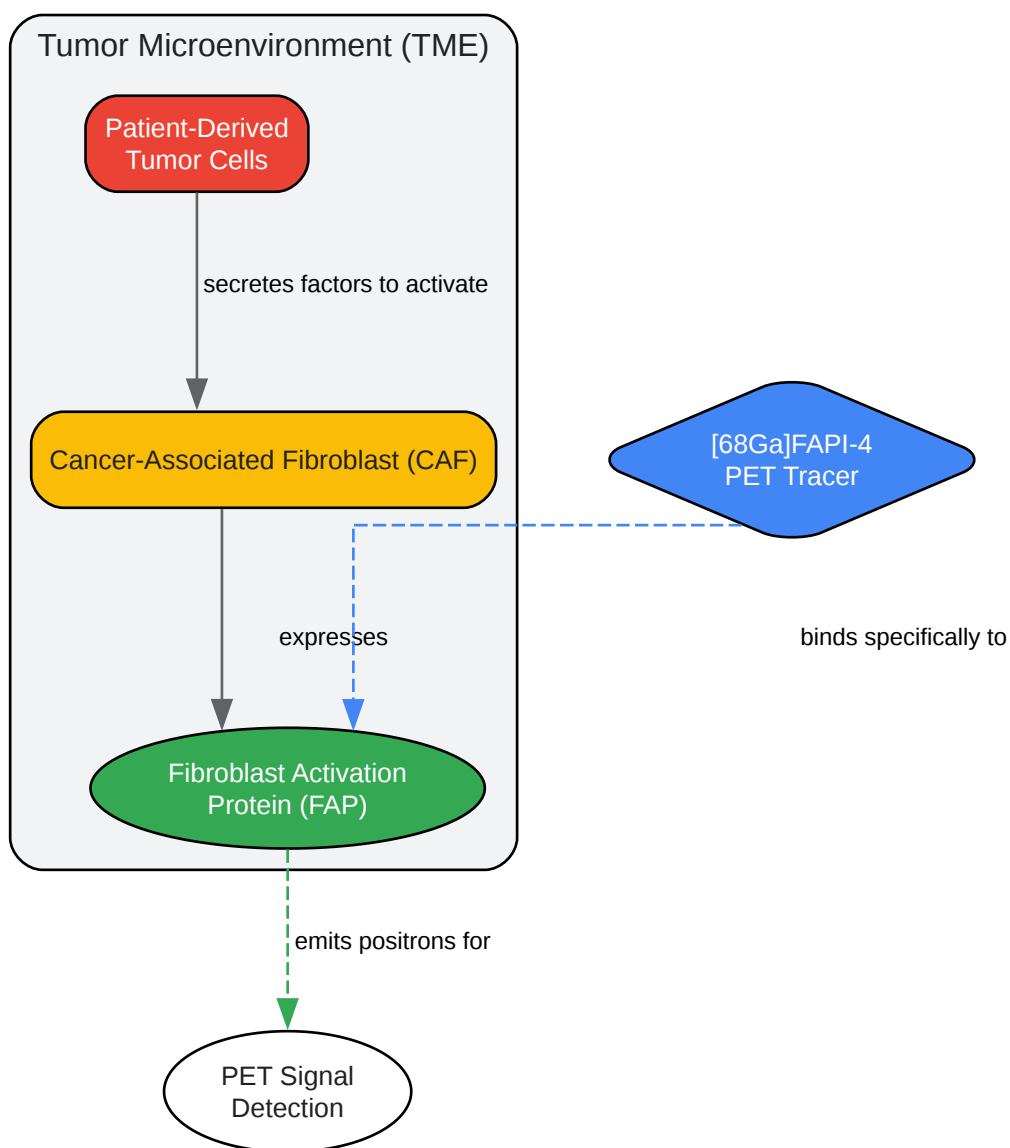 Tumor Microenvironment (TME)
Patient-Derived
Tumor Cells
secretes factors to activate
Cancer-Associated Fibroblast (CAF)
[68Ga]FAPI-4
PET Tracer
expresses
binds specifically to
Fibroblast Activation
Protein (FAP)
emits positrons for
PET Signal
Detection